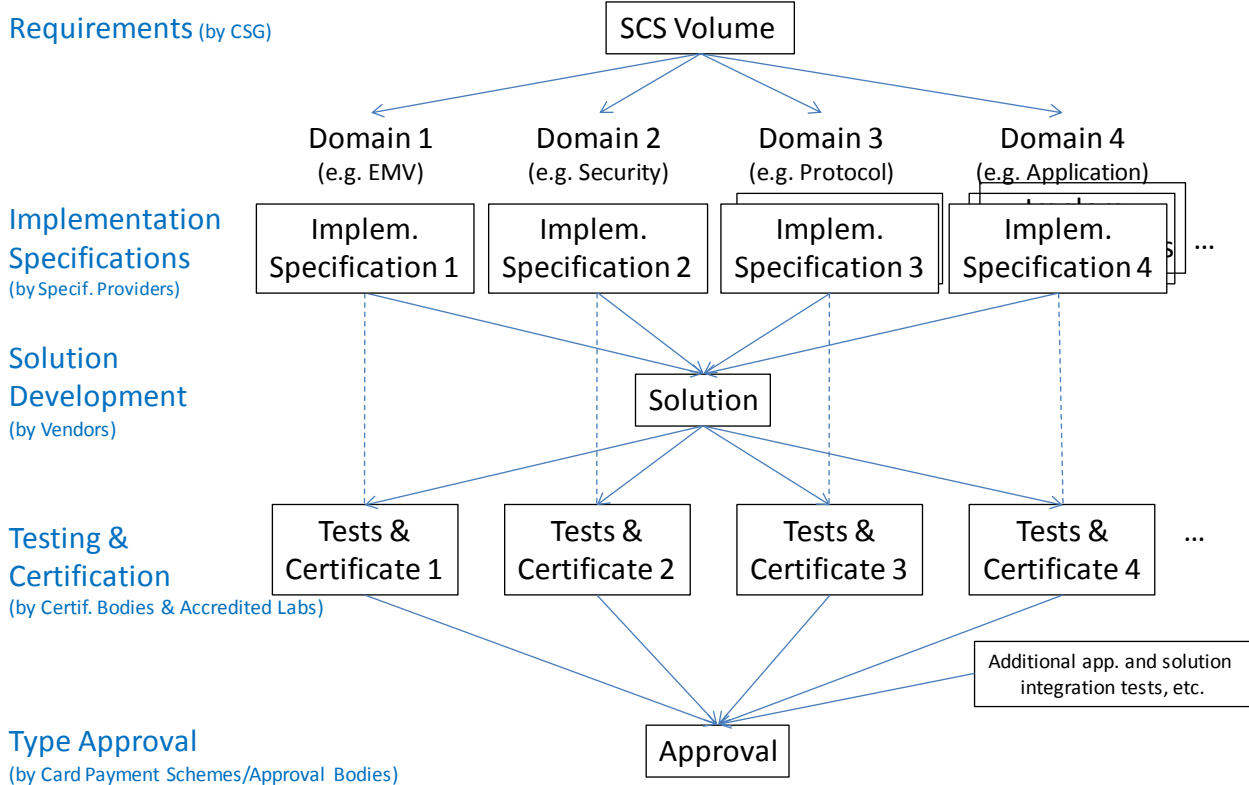 Requirements (by CSG)
SCS Volume
Domain 1
(e.g. EMV)
Domain 2
(e.g. Security)
Domain 3
(e.g. Protocol)
Domain 4
(e.g. Application)
Implementation
Specifications
(by Specif. Providers)
Implem.
Specification 1
Implem.
Specification 2
Implem.
Specification 3
Implem.
Specification 4
...
Solution
Development
(by Vendors)
Solution
Testing &
Certification
(by Certif. Bodies & Accredited Labs)
Tests &
Certificate 1
Tests &
Certificate 2
Tests &
Certificate 3
Tests &
Certificate 4
...
Additional app. and solution
integration tests, etc.
Type Approval
(by Card Payment Schemes/Approval Bodies)
Approval